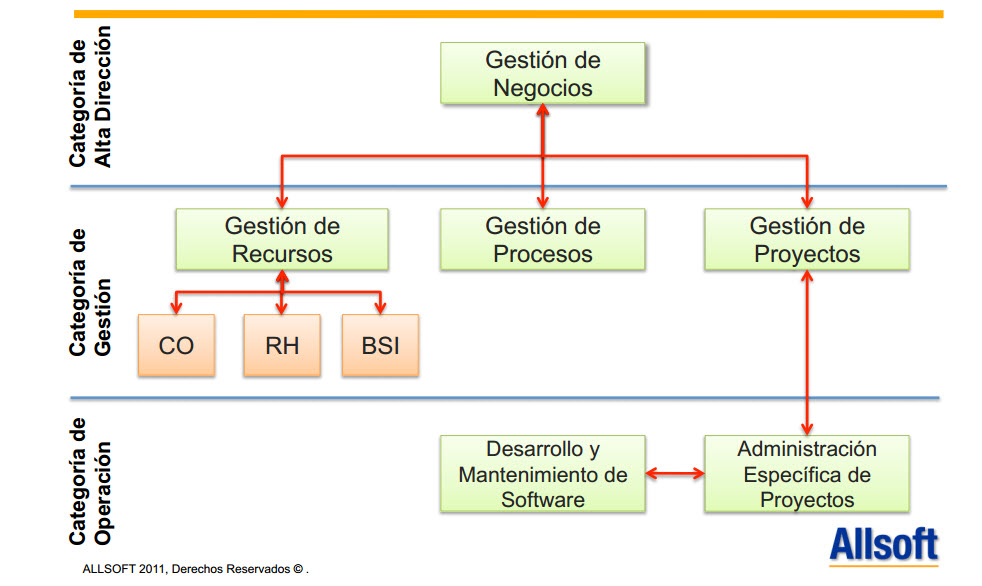 Categoría de
Alta Dirección
Gestión de
Negocios
Categoría de
Gestión
Gestión de
Recursos
Gestión de
Procesos
Gestión de
Proyectos
CO
RH
BSI
Categoría de
Operación
Desarrollo y
Mantenimiento de
Software
Administración
Específica de
Proyectos
Allsoft
ALLSOFT 2011, Derechos Reservados © .